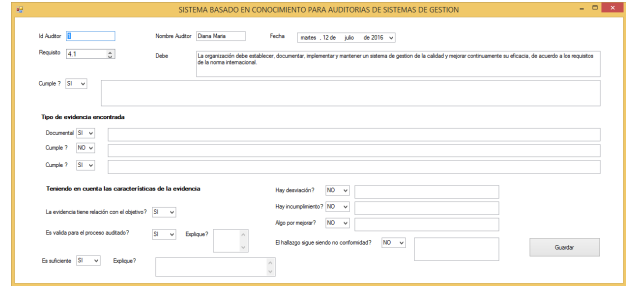 SISTEMA BASADO EN CONOCIMIENTO PARA AUDITORIAS DE SISTEMAS DE GESTION
Id Auditor 1 Nombre Auditor Diana Maria Fecha martes , 12 de julio de 2016
Requisito 4.1 Debe La organización debe establecer, documentar, implementar y mantener un sistema de gestion de la calidad y mejorar continuamente su eficacia, de acuerdo a los requisitos
de la norma internacional.
Cumple ? SI
Tipo de evidencia encontrada
Documental SI
Cumple ? NO
Cumple ? SI
Teniendo en cuenta las características de la evidencia
Hay desviación? NO
La evidencia tiene relación con el objetivo? SI
Hay incumplimiento? NO
Algo por mejorar? NO
Es valida para el proceso auditado? SI Explique?
El hallazgo sigue siendo no conformidad? NO
Guardar
Es suficiente SI Explique?